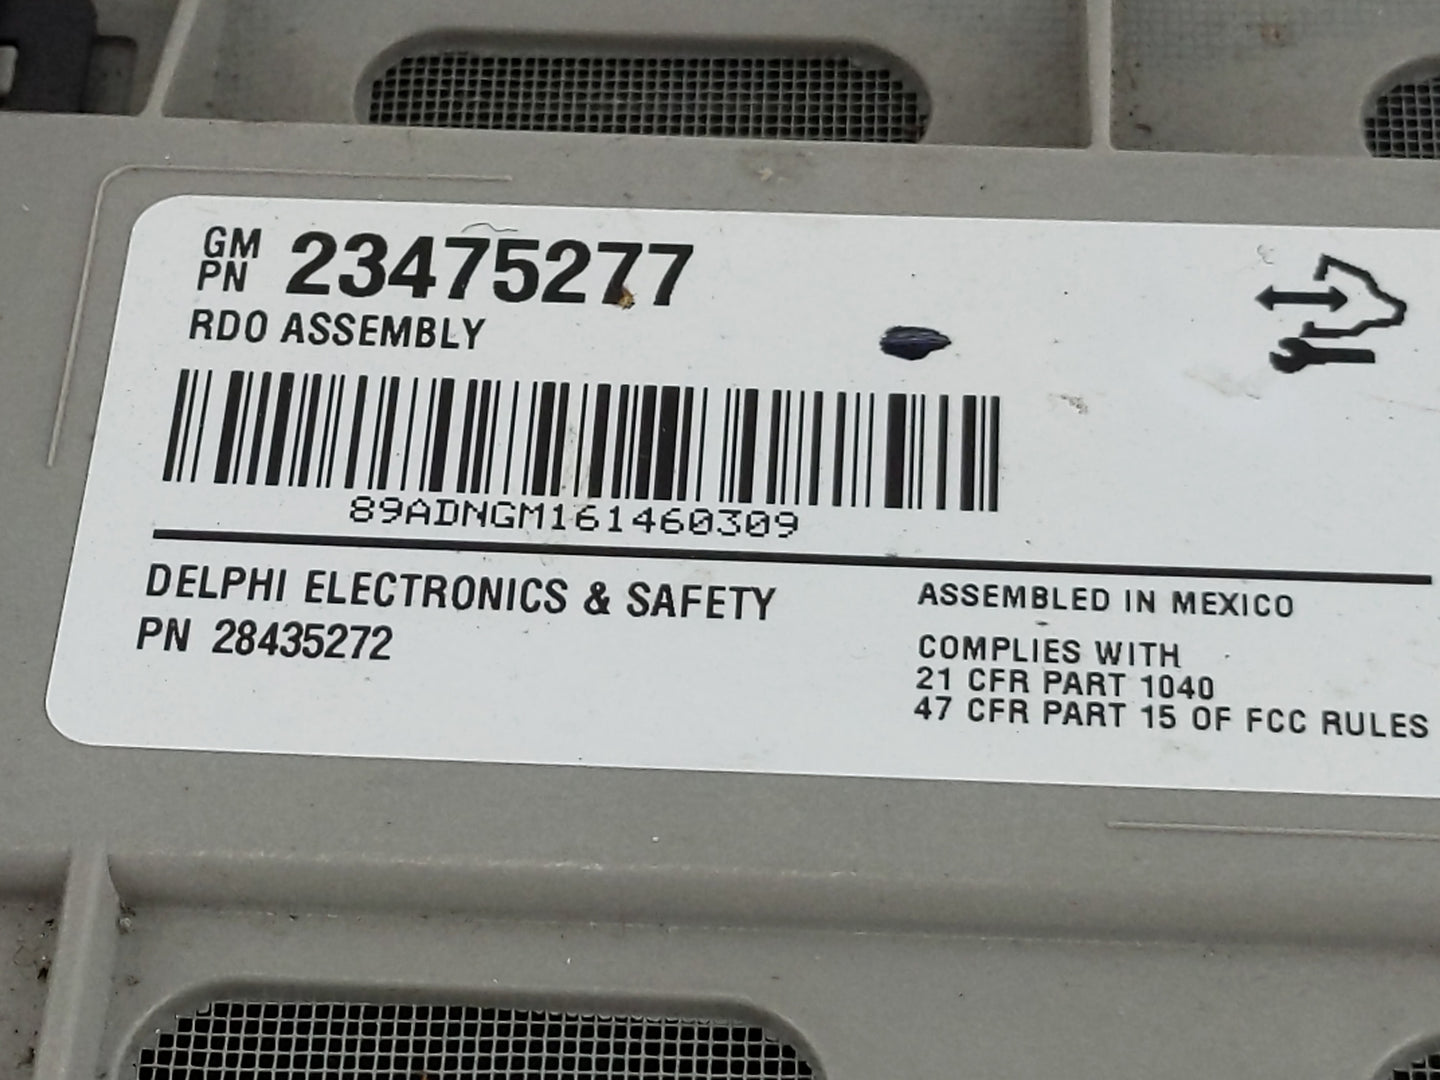 GM
PN 23475277
RDO ASSEMBLY
89ADNGM161460309
DELPHI ELECTRONICS & SAFETY
PN 28435272
ASSEMBLED IN MEXICO
COMPLIES WITH
21 CFR PART 1040
47 CFR PART 15 OF FCC RULES